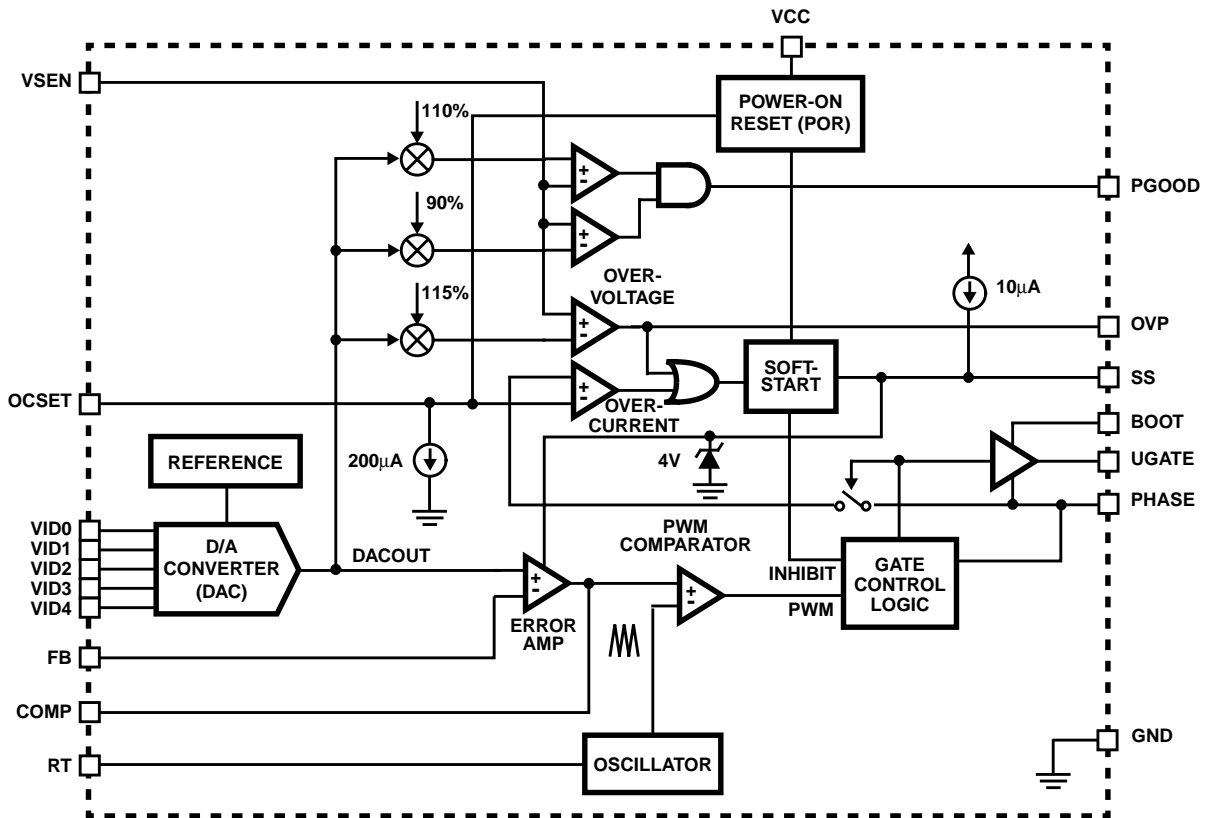 VCC
VSEN
POWER-ON
RESET (POR)
110%
+
-
PGOOD
90%
+
-
10μA
OVER-
VOLTAGE
115%
+
-
OVP
SOFT-
START
SS
OCSET
+
-
OVER-
CURRENT
BOOT
REFERENCE
200μA
4V
UGATE
PHASE
VID0
VID1
VID2
VID3
VID4
D/A
CONVERTER
(DAC)
DACOUT
PWM
COMPARATOR
INHIBIT
GATE
CONTROL
LOGIC
+
-
+
-
PWM
ERROR
AMP
FB
COMP
GND
RT
OSCILLATOR